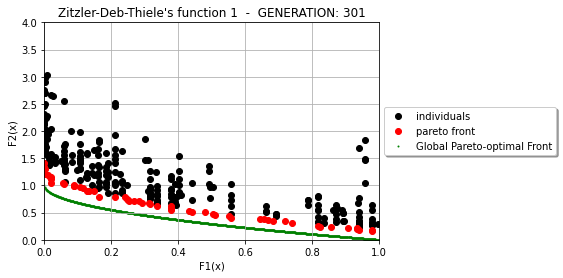 Zitzler-Deb-Thiele's function 1 - GENERATION: 301
4.0
3.5
3.0
2.5
2.0
1.5
1.0
0.5
0.0
F2(x)
0.0 0.2 0.4 0.6 0.8 1.0
F1(x)
individuals
pareto front
Global Pareto-optimal Front